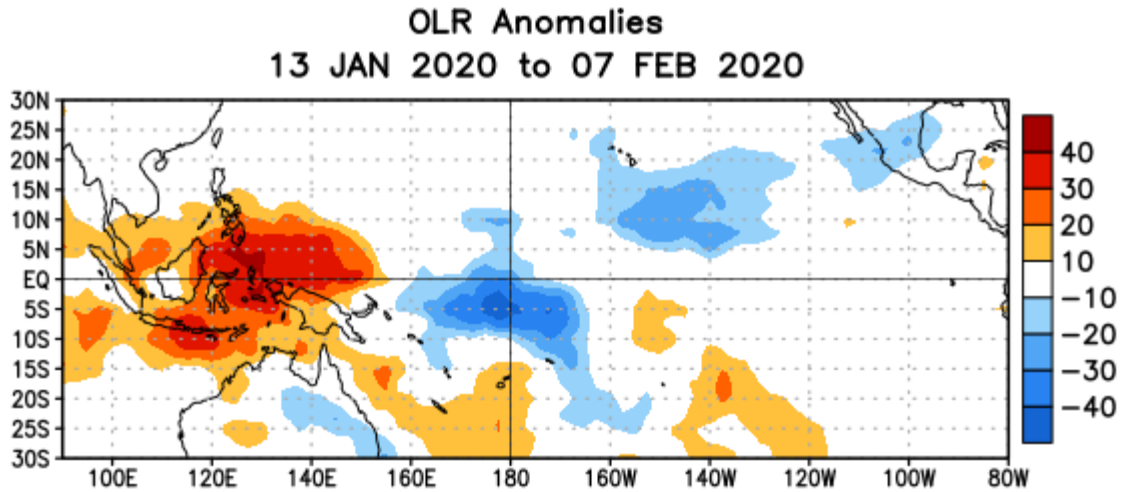 OLR Anomalies
13 JAN 2020 to 07 FEB 2020
30N
25N
20N
15N
10N
5N
EQ
5S
10S
15S
20S
25S
30S
100E 120E 140E 160E 180 160W 140W 120W 100W 80W
40
30
20
10
-10
-20
-30
-40